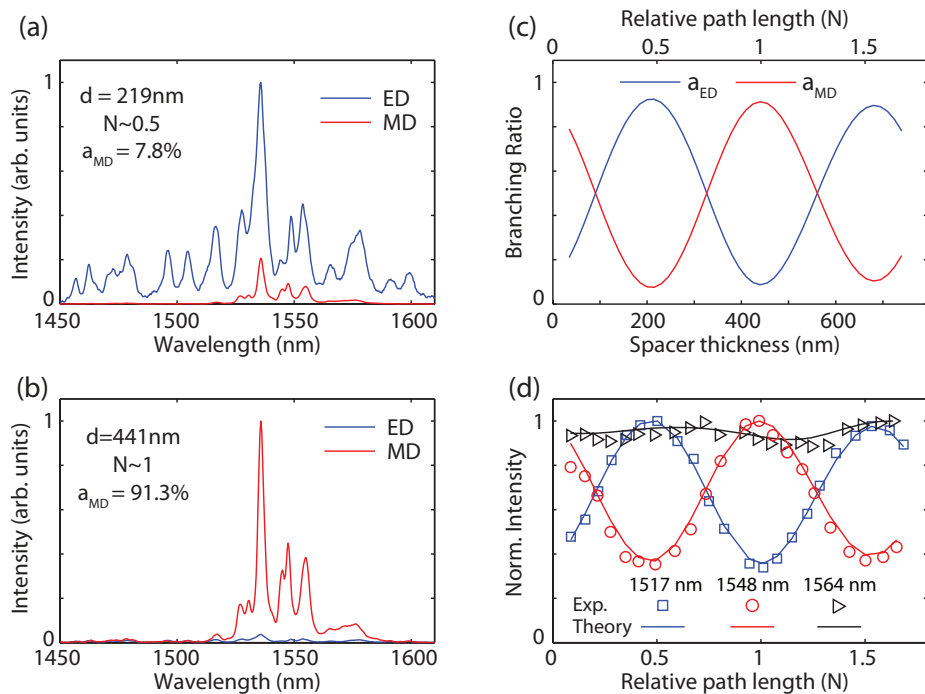 (a)
1
Intensity (arb. units)
d = 219nm
N~0.5
a_MD = 7.8%
ED
MD
0
1450 1500 1550 1600
Wavelength (nm)
(b)
1
Intensity (arb. units)
d=441nm
N~1
a_MD = 91.3%
ED
MD
0
1450 1500 1550 1600
Wavelength (nm)
(c)
Relative path length (N)
0 0.5 1 1.5
1
Branching Ratio
a_ED a_MD
0
0 200 400 600
Spacer thickness (nm)
(d)
1
Norm. Intensity
1517 nm 1548 nm 1564 nm
Exp.
Theory
0
0 0.5 1 1.5
Relative path length (N)